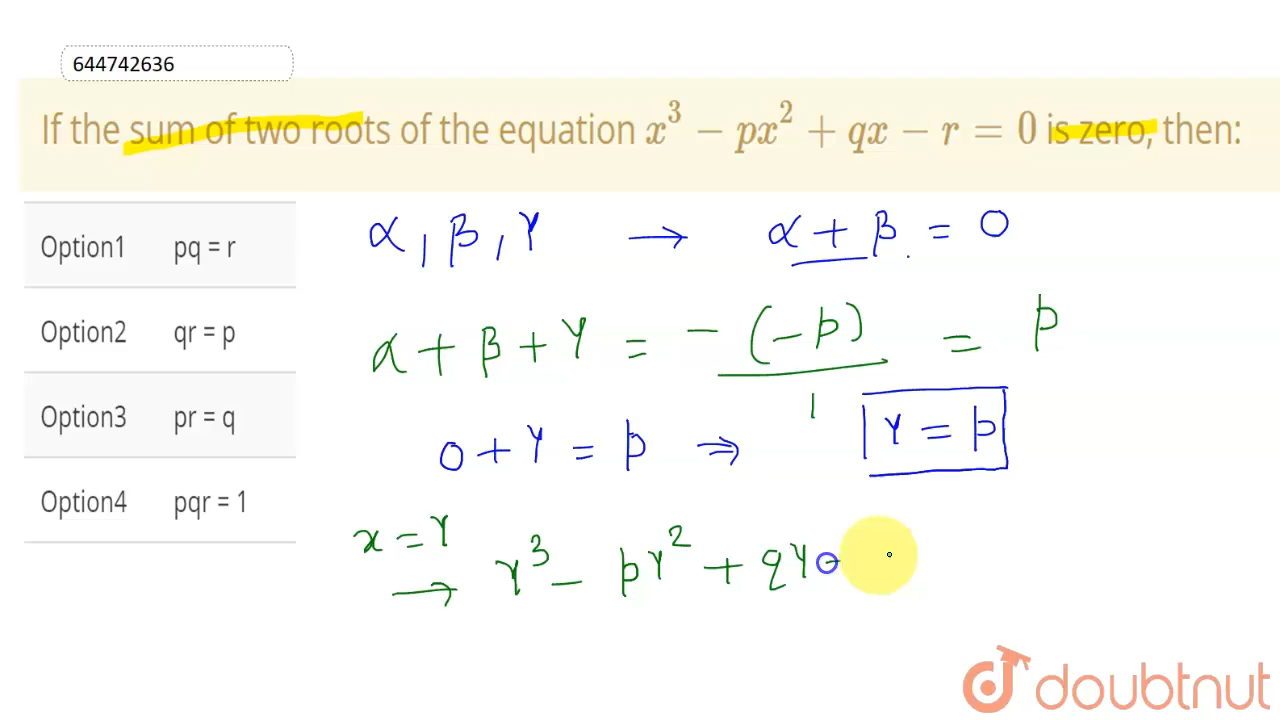 644742636
If the sum of two roots of the equation x³ − px² + qx − r = 0 is zero, then:
Option1 pq = r
Option2 qr = p
Option3 pr = q
Option4 pqr = 1
α, β, γ → α + β = 0
α + β + γ = −(−p)/1 = p
0 + γ = p ⇒ γ = p
x = γ
→ γ³ − pγ² + qγ −
doubtnut